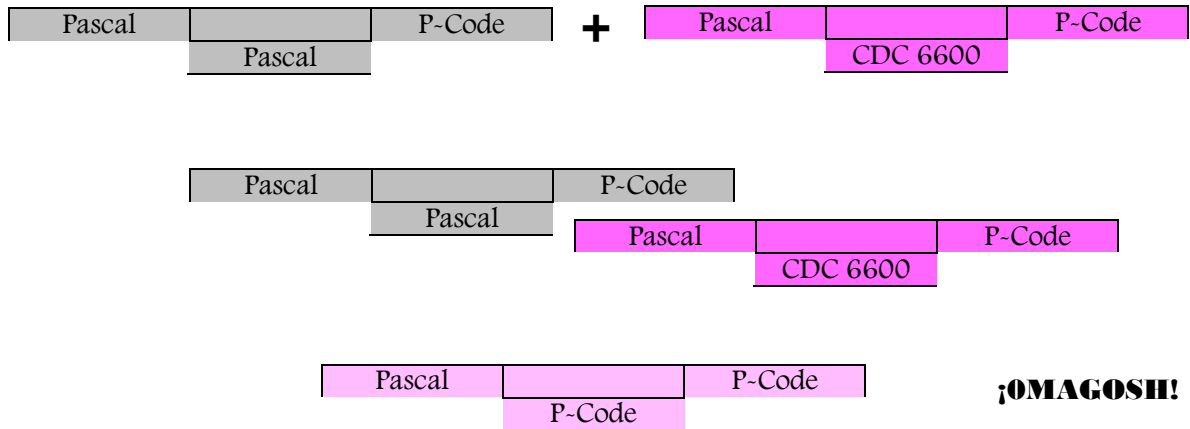 Pascal P-Code + Pascal P-Code
Pascal CDC 6600
Pascal P-Code
Pascal
Pascal P-Code
CDC 6600
Pascal P-Code
P-Code
¡OMAGOSH!